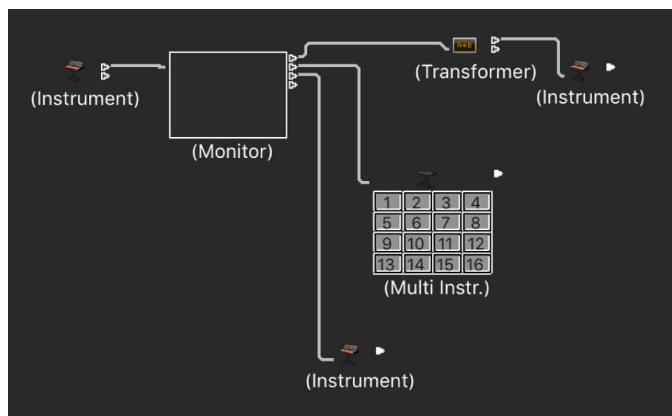 (Instrument)
(Monitor)
(Transformer)
(Instrument)
1 2 3 4
5 6 7 8
9 10 11 12
13 14 15 16
(Multi Instr.)
(Instrument)